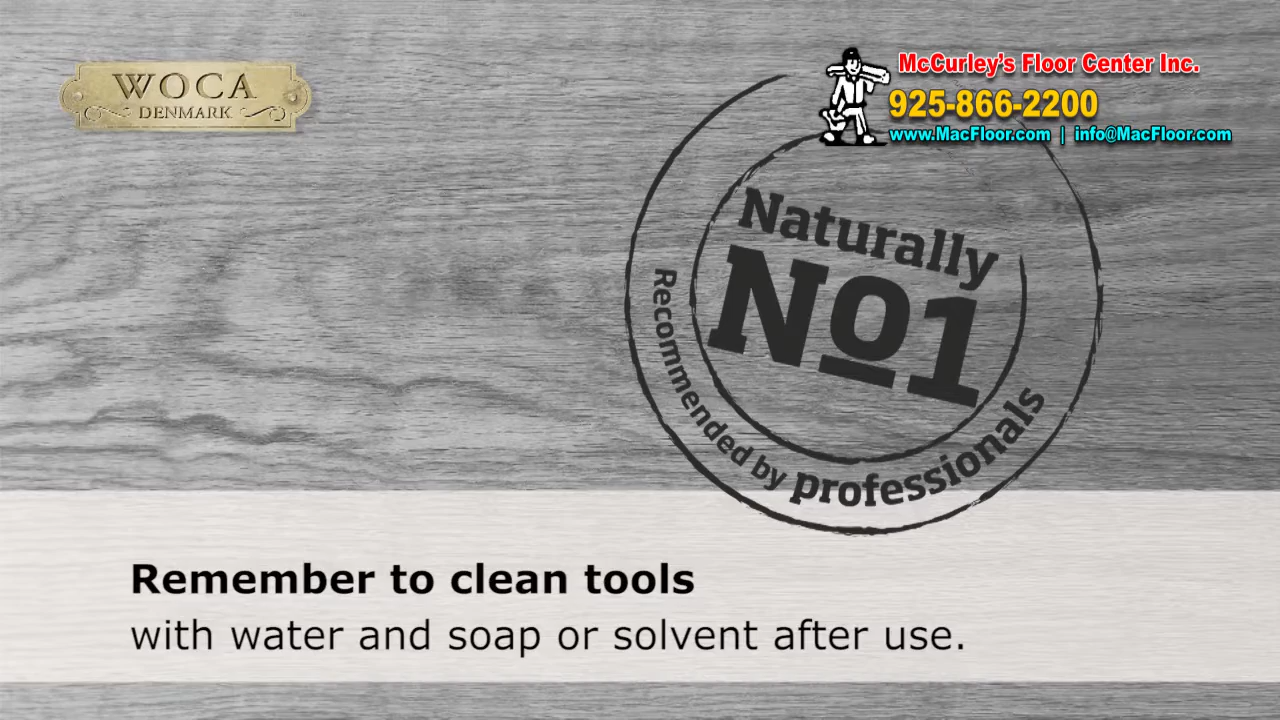 WOCA
DENMARK
McCurley's Floor Center Inc.
925-866-2200
www.MacFloor.com | info@MacFloor.com
Naturally
Nº1
Recommended by professionals
Remember to clean tools
with water and soap or solvent after use.